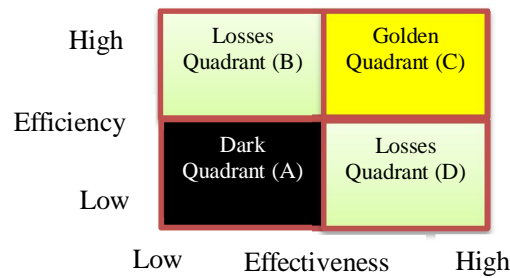 High
Losses
Quadrant (B)
Golden
Quadrant (C)
Efficiency
Dark
Quadrant (A)
Losses
Quadrant (D)
Low
Low
Effectiveness
High